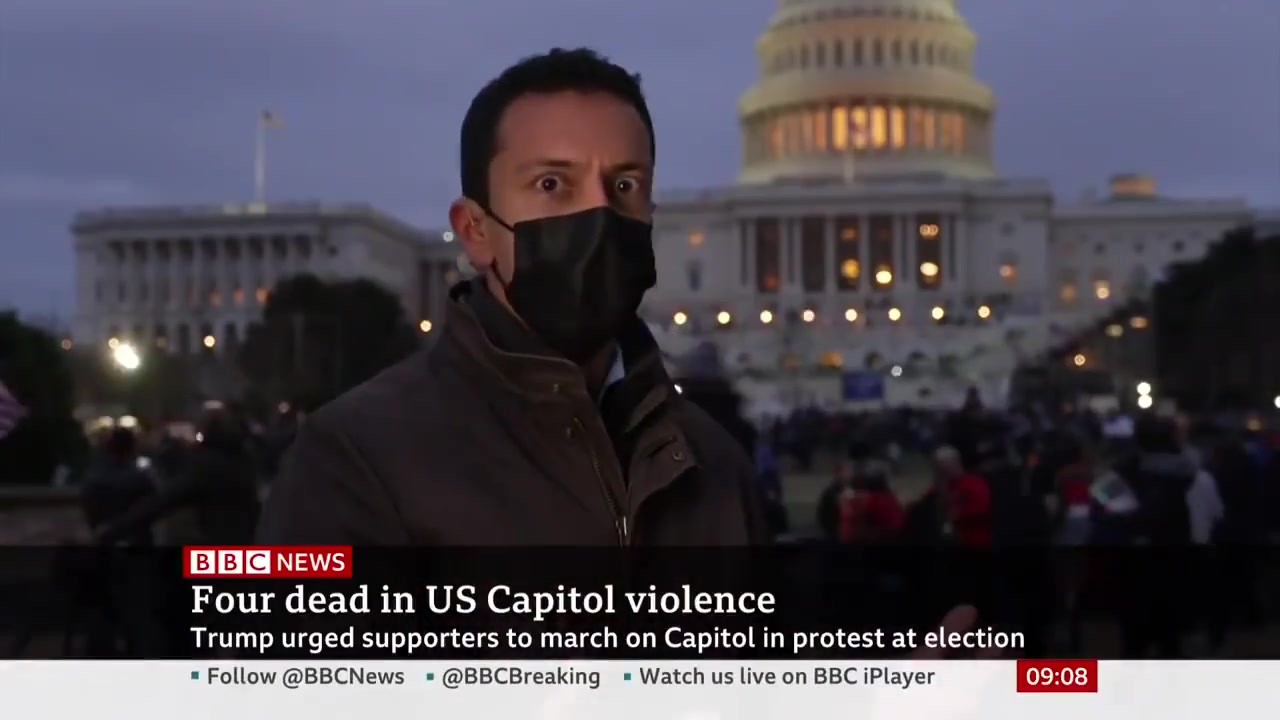 BBC NEWS
Four dead in US Capitol violence
Trump urged supporters to march on Capitol in protest at election
Follow @BBCNews @BBCBreaking Watch us live on BBC iPlayer 09:08